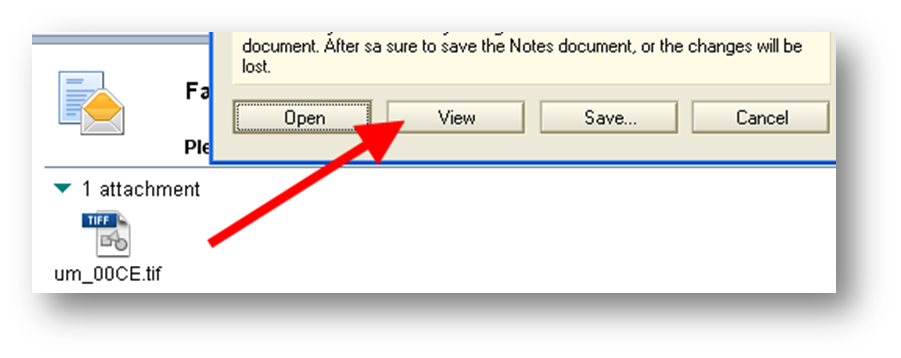 document. After sa sure to save the Notes document, or the changes will be
lost.
Fa
Open View Save... Cancel
Ple
1 attachment
TIFF
um_00CE.tif